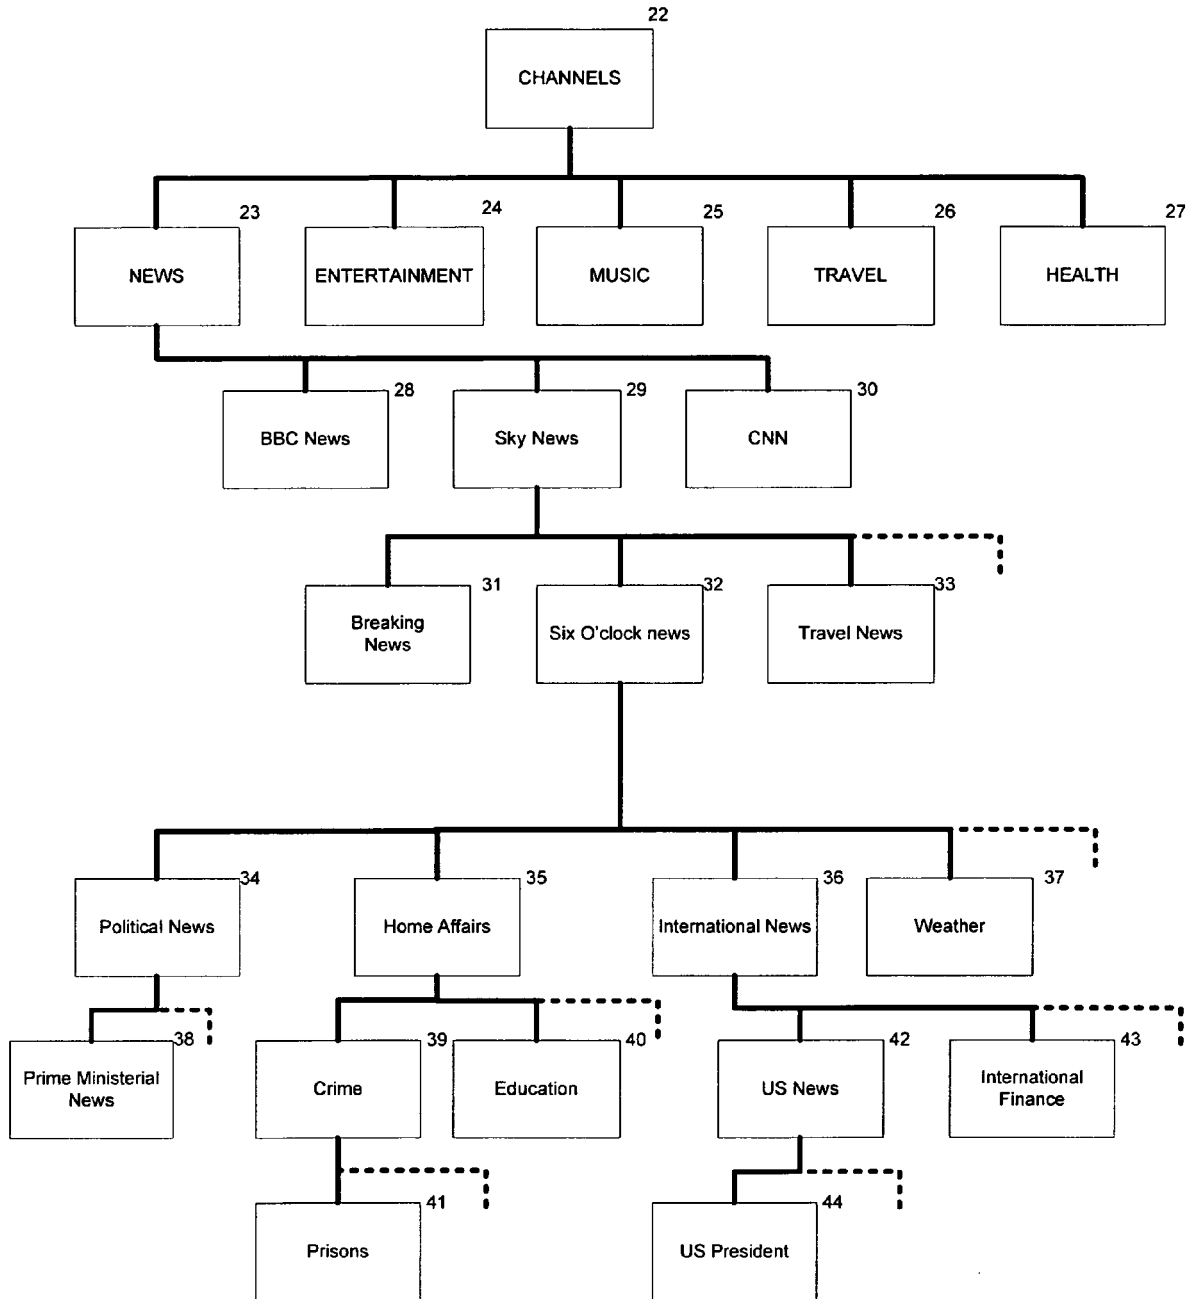 22
CHANNELS
23
24
25
26
27
NEWS
ENTERTAINMENT
MUSIC
TRAVEL
HEALTH
28
29
30
BBC News
Sky News
CNN
31
32
33
Breaking
News
Six O'clock news
Travel News
34
35
36
37
Political News
Home Affairs
International News
Weather
38
39
40
42
43
Prime Ministerial
News
Crime
Education
US News
International
Finance
41
44
Prisons
US President